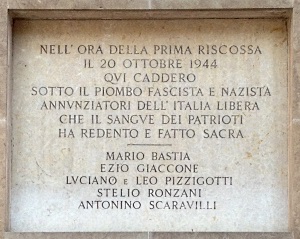 NELL'ORA DELLA PRIMA RISCOSSA
IL 20 OTTOBRE 1944
QVI CADDERO
SOTTO IL PIOMBO FASCISTA E NAZISTA
ANNVNZIATORI DELL'ITALIA LIBERA
CHE IL SANGVE DEI PATRIOTI
HA REDENTO E FATTO SACRA
MARIO BASTIA
EZIO GIACCONE
LVCIANO E LEO PIZZIGOTTI
STELIO RONZANI
ANTONINO SCARAVILLI